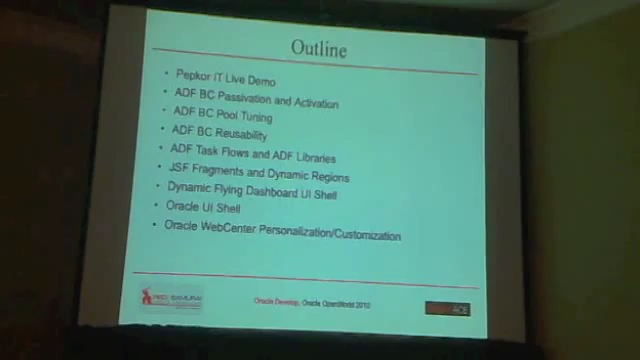 Outline
• Pepkor IT Live Demo
• ADF BC Passivation and Activation
• ADF BC Pool Tuning
• ADF BC Reusability
• ADF Task Flows and ADF Libraries
• JSF Fragments and Dynamic Regions
• Dynamic Flying Dashboard UI Shell
• Oracle UI Shell
• Oracle WebCenter Personalization/Customization
RED SAMURAI
Oracle Develop, Oracle OpenWorld 2010
ACE